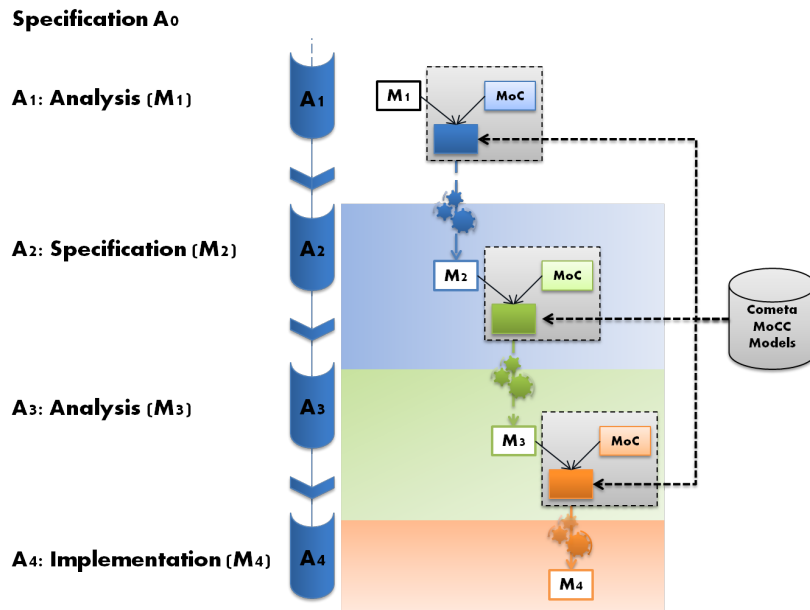 Specification A0
A1: Analysis (M1)
A1
M1
MoC
A2: Specification (M2)
A2
M2
MoC
Cometa
MoCC
Models
A3: Analysis (M3)
A3
M3
MoC
A4: Implementation (M4)
A4
M4